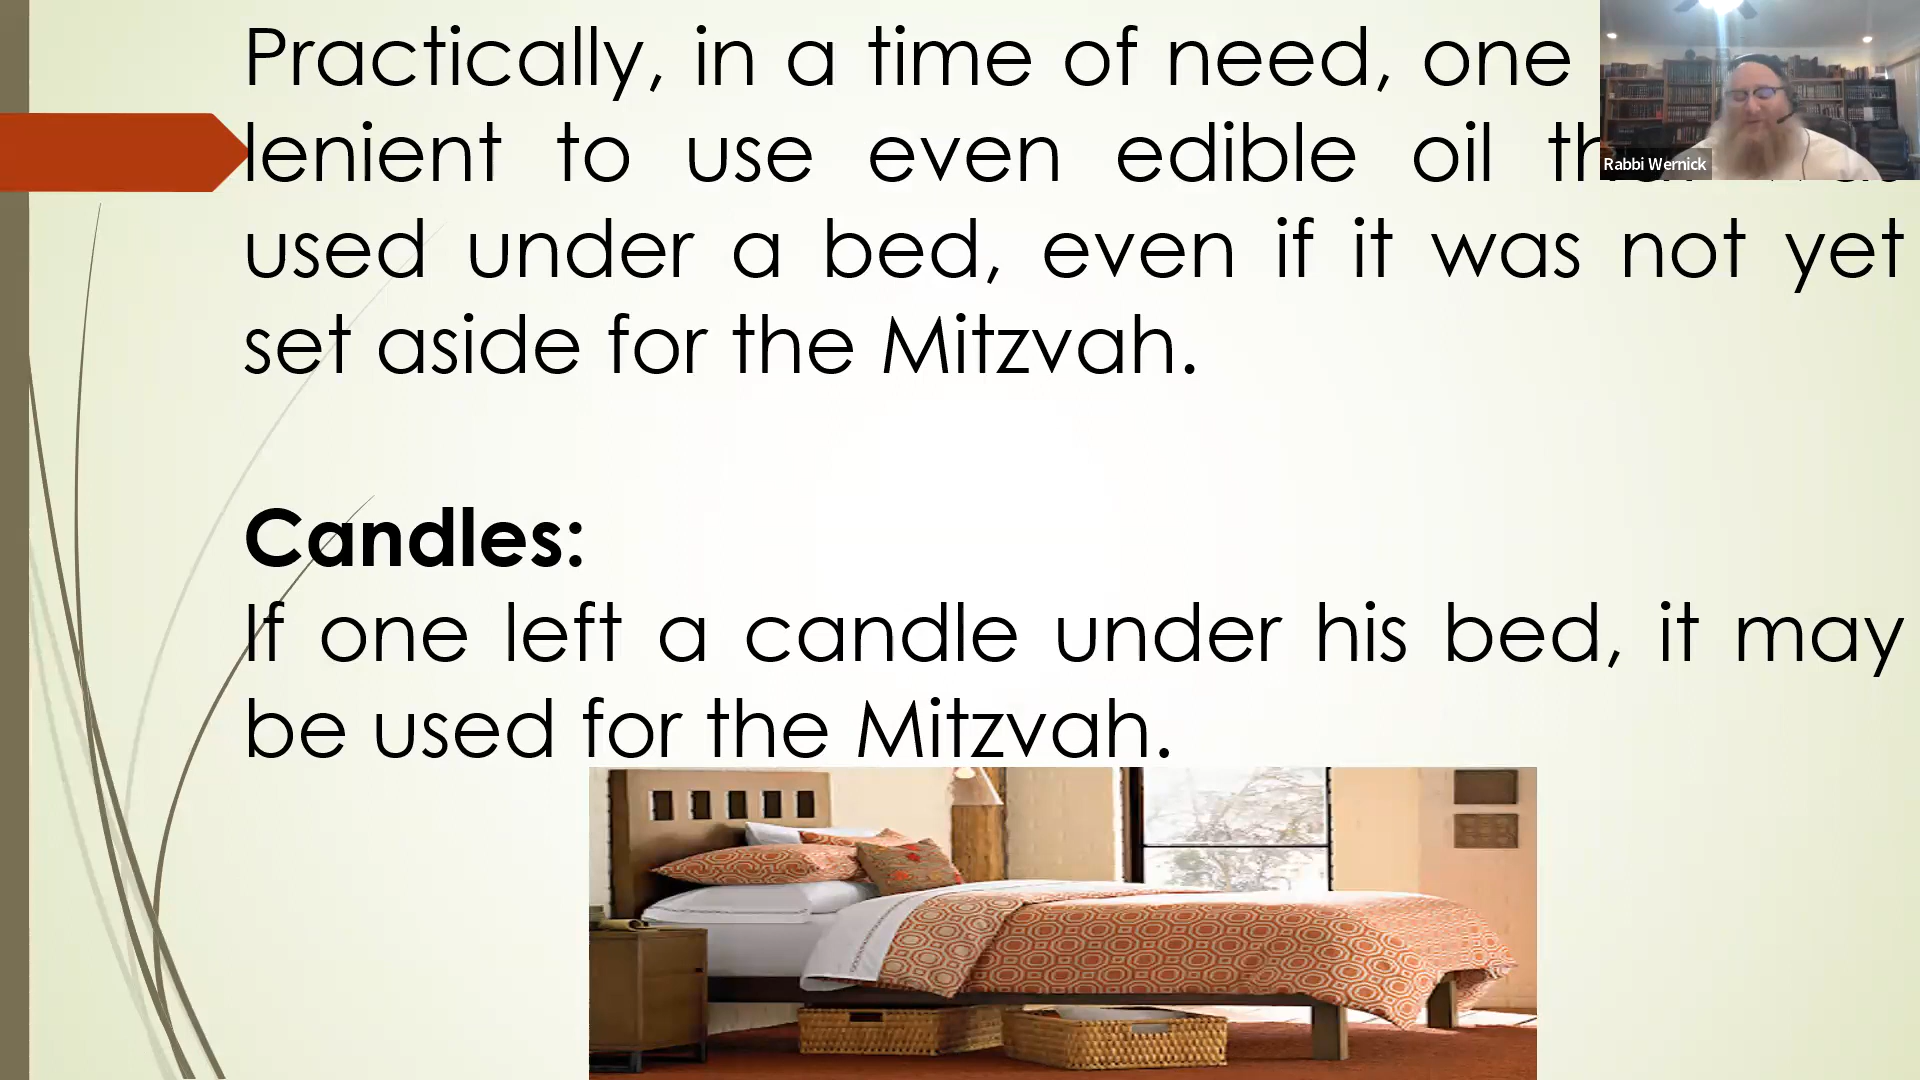 Practically, in a time of need, one
lenient to use even edible oil
used under a bed, even if it was not yet
set aside for the Mitzvah.
Candles:
If one left a candle under his bed, it may
be used for the Mitzvah.
Rabbi Wernick